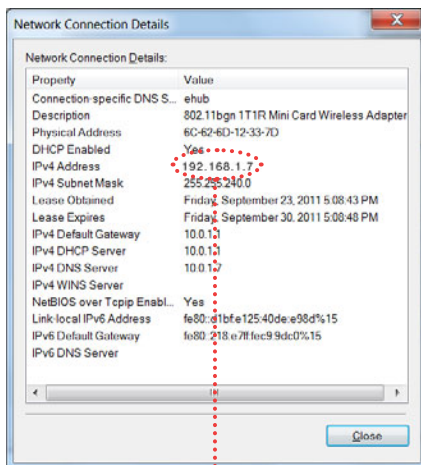 Network Connection Details
Network Connection Details:
Property Value
Connection-specific DNS S... ehub
Description 802.11bgn 1T1R Mini Card Wireless Adapter
Physical Address 6C-62-6D-12-33-7D
DHCP Enabled Yes
IPv4 Address 192.168.1.7
IPv4 Subnet Mask 255.255.240.0
Lease Obtained Friday, September 23, 2011 5:08:43 PM
Lease Expires Friday, September 30, 2011 5:08:48 PM
IPv4 Default Gateway 10.0.1.1
IPv4 DHCP Server 10.0.1.1
IPv4 DNS Server 10.0.1.7
IPv4 WINS Server
NetBIOS over Tcpip Enabl... Yes
Link-local IPv6 Address fe80::d1bf:e125:40de:e98d%15
IPv6 Default Gateway fe80::218:e7ff:fec9:9dc0%15
IPv6 DNS Server
Close